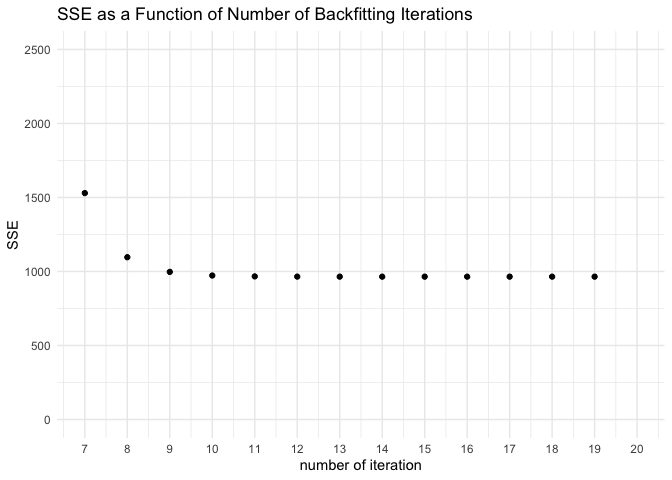 SSE as a Function of Number of Backfitting Iterations
2500
2000
1500
1000
500
0
SSE
7 8 9 10 11 12 13 14 15 16 17 18 19 20
number of iteration